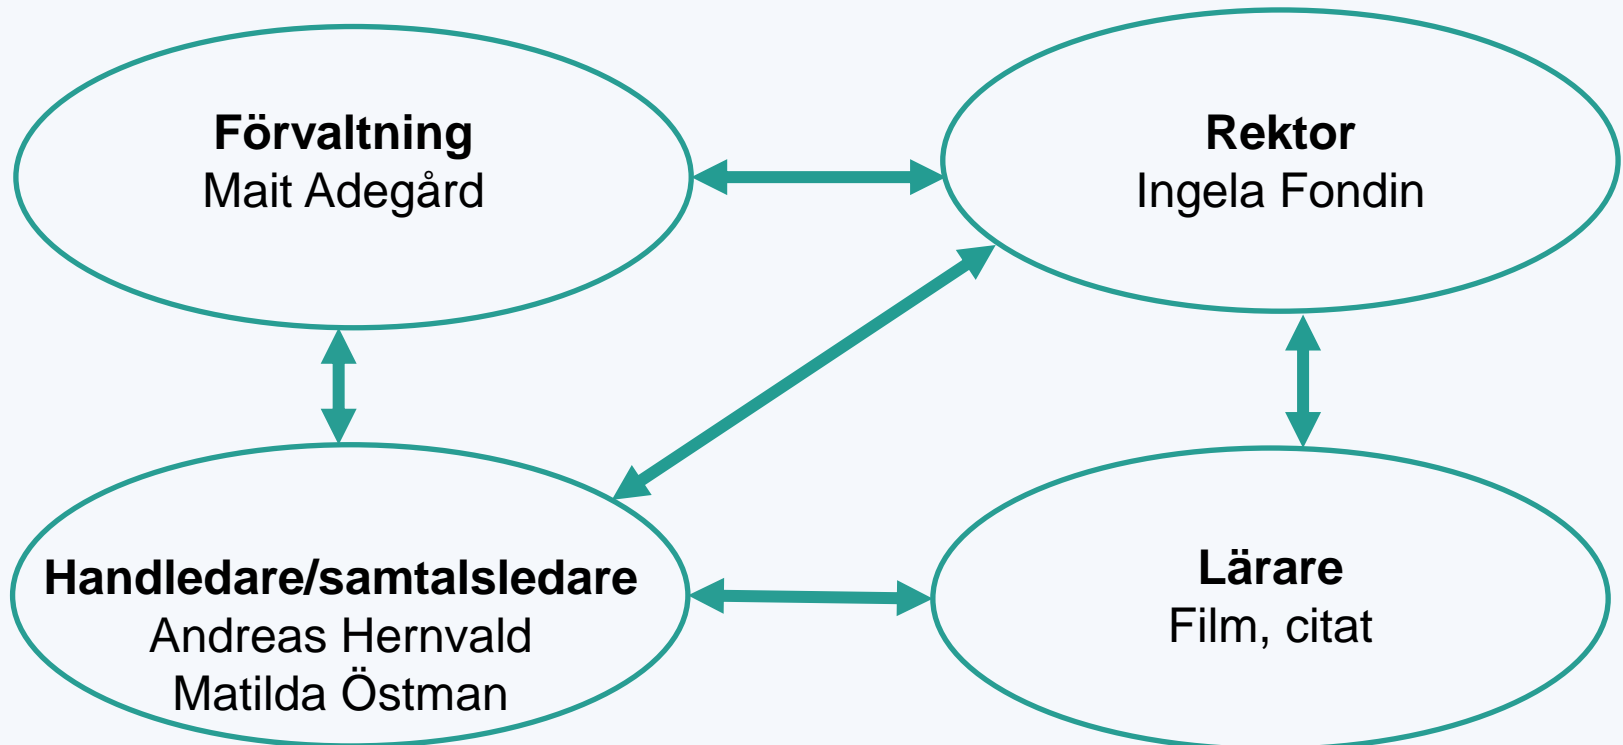 Förvaltning
Mait Adegård
Rektor
Ingela Fondin
Handledare/samtalsledare
Andreas Hernvald
Matilda Östman
Lärare
Film, citat